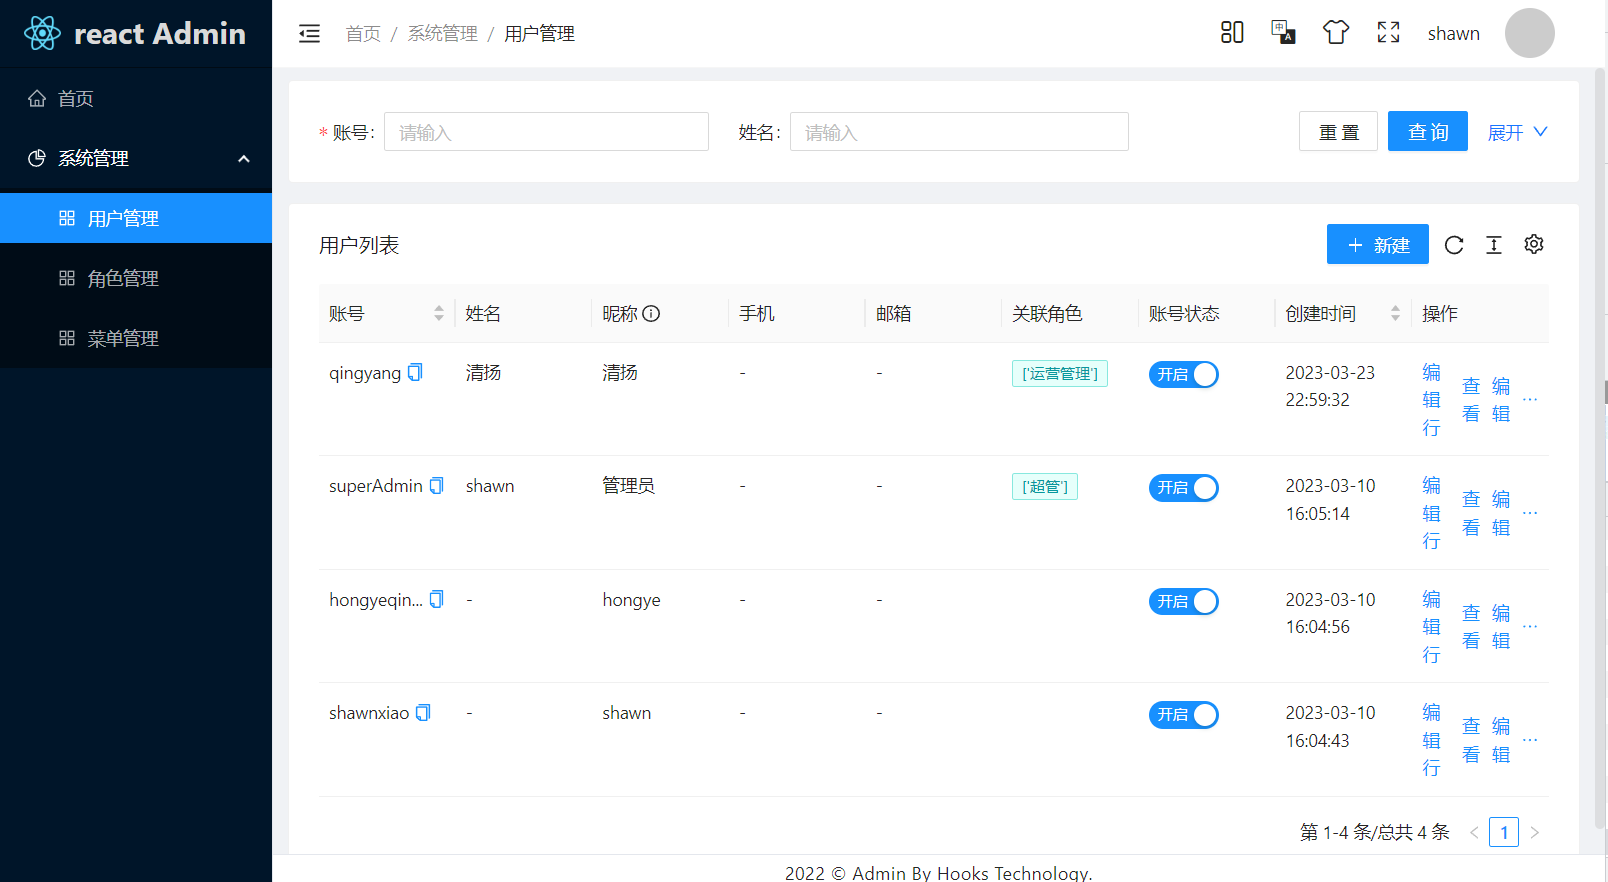 react Admin
首页 / 系统管理 / 用户管理
中 A
shawn
首页
系统管理
用户管理
角色管理
菜单管理
* 账号: 请输入 姓名: 请输入 重 置 查 询 展开
用户列表
+ 新建
账号 姓名 昵称 手机 邮箱 关联角色 账号状态 创建时间 操作
qingyang 清扬 清扬 - - ['运营管理'] 开启 2023-03-23 22:59:32 编辑行 查看 编辑 ...
superAdmin shawn 管理员 - - ['超管'] 开启 2023-03-10 16:05:14 编辑行 查看 编辑 ...
hongyeqin... - hongye - - 开启 2023-03-10 16:04:56 编辑行 查看 编辑 ...
shawnxiao - shawn - - 开启 2023-03-10 16:04:43 编辑行 查看 编辑 ...
第 1-4 条/总共 4 条 < 1 >
2022 © Admin By Hooks Technology.